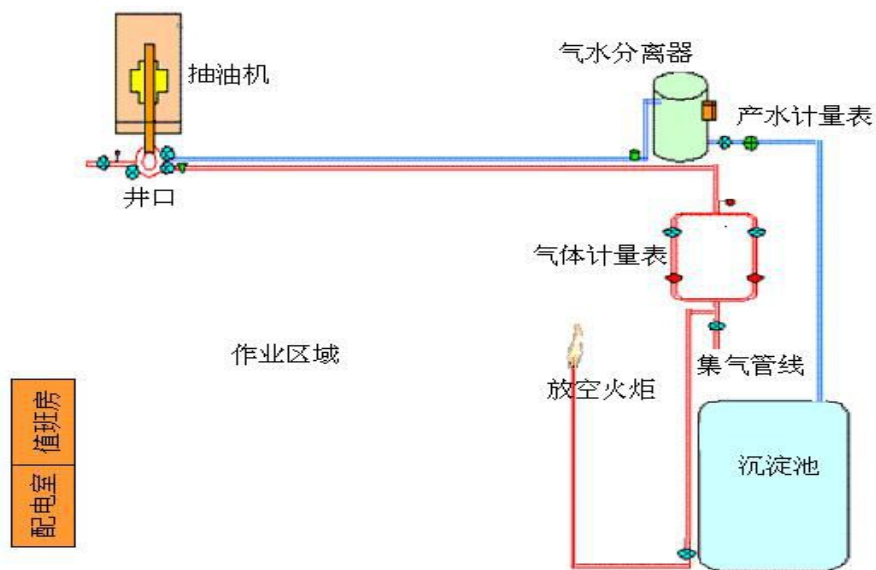 抽油机
气水分离器
产水计量表
井口
气体计量表
作业区域
集气管线
放空火炬
值班房
配电室
沉淀池